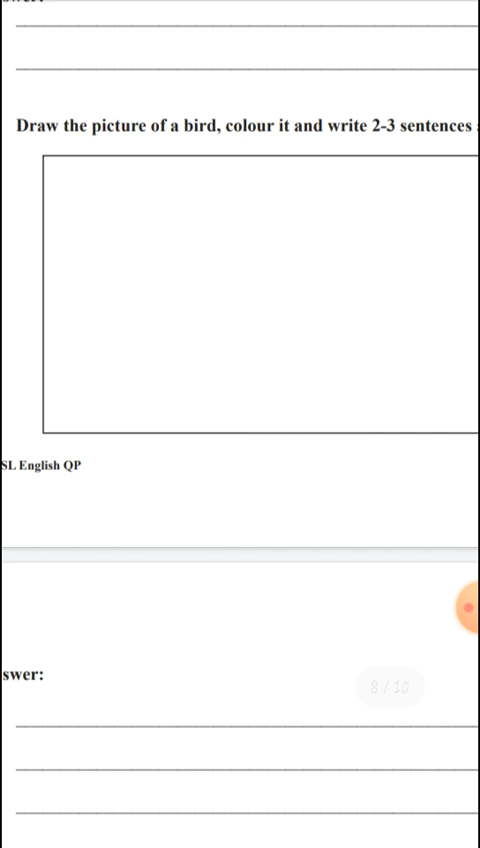 Draw the picture of a bird, colour it and write 2-3 sentences
SL English QP
swer:
8 / 10